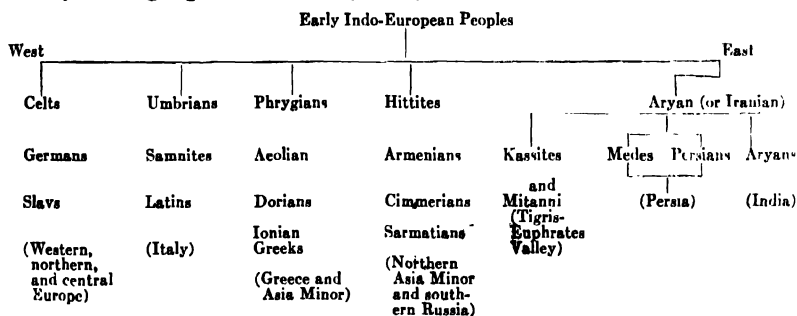 Early Indo-European Peoples
West East
Celts Umbrians Phrygians Hittites Aryan (or Iranian)
Germans Samnites Aeolian Armenians Kassites Medes Persians Aryans
and
Slavs Latins Dorians Cimmerians Mitanni (Persia) (India)
(Tigris-
Ionian Sarmatians Euphrates
(Western, (Italy) Greeks Valley)
northern, (Northern
and central (Greece and Asia Minor
Europe) Asia Minor) and south-
ern Russia)